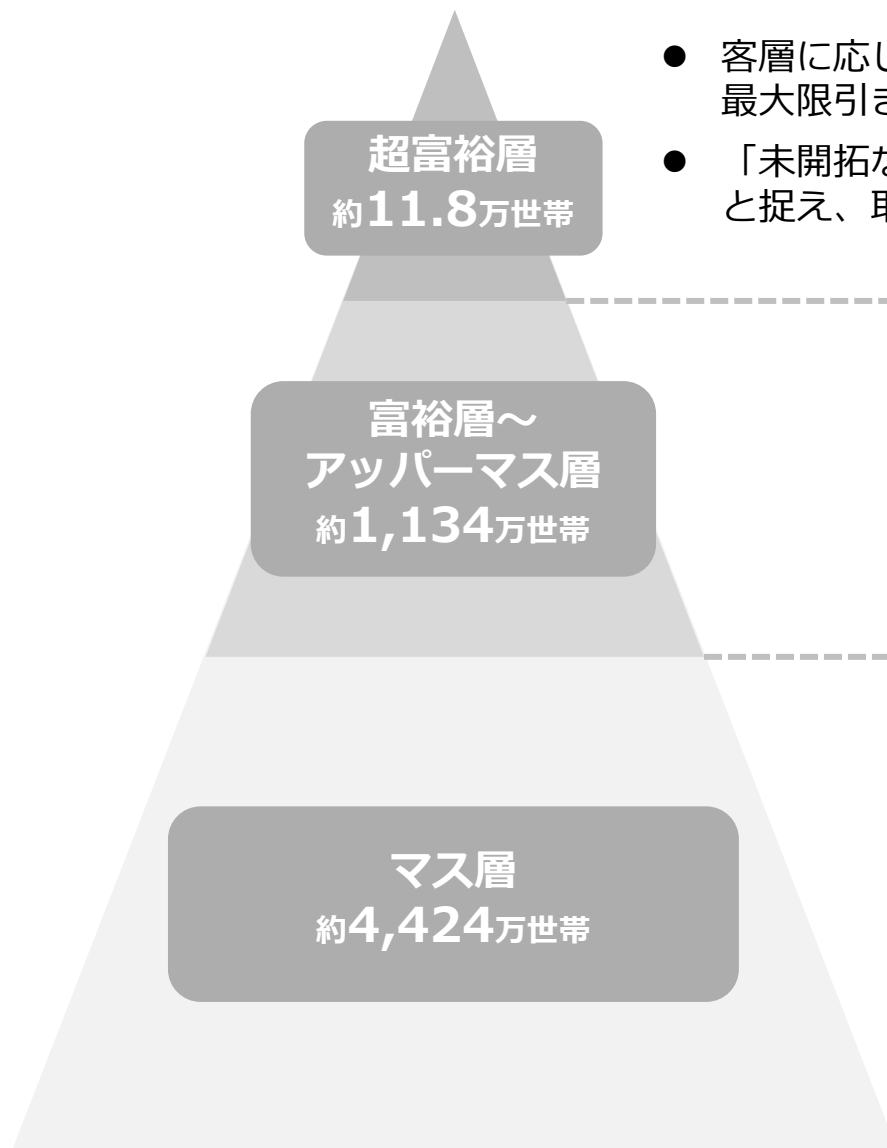 超富裕層
約11.8万世帯
富裕層～
アッパーマス層
約1,134万世帯
マス層
約4,424万世帯
● 客層に応
最大限引
● 「未開拓
と捉え、